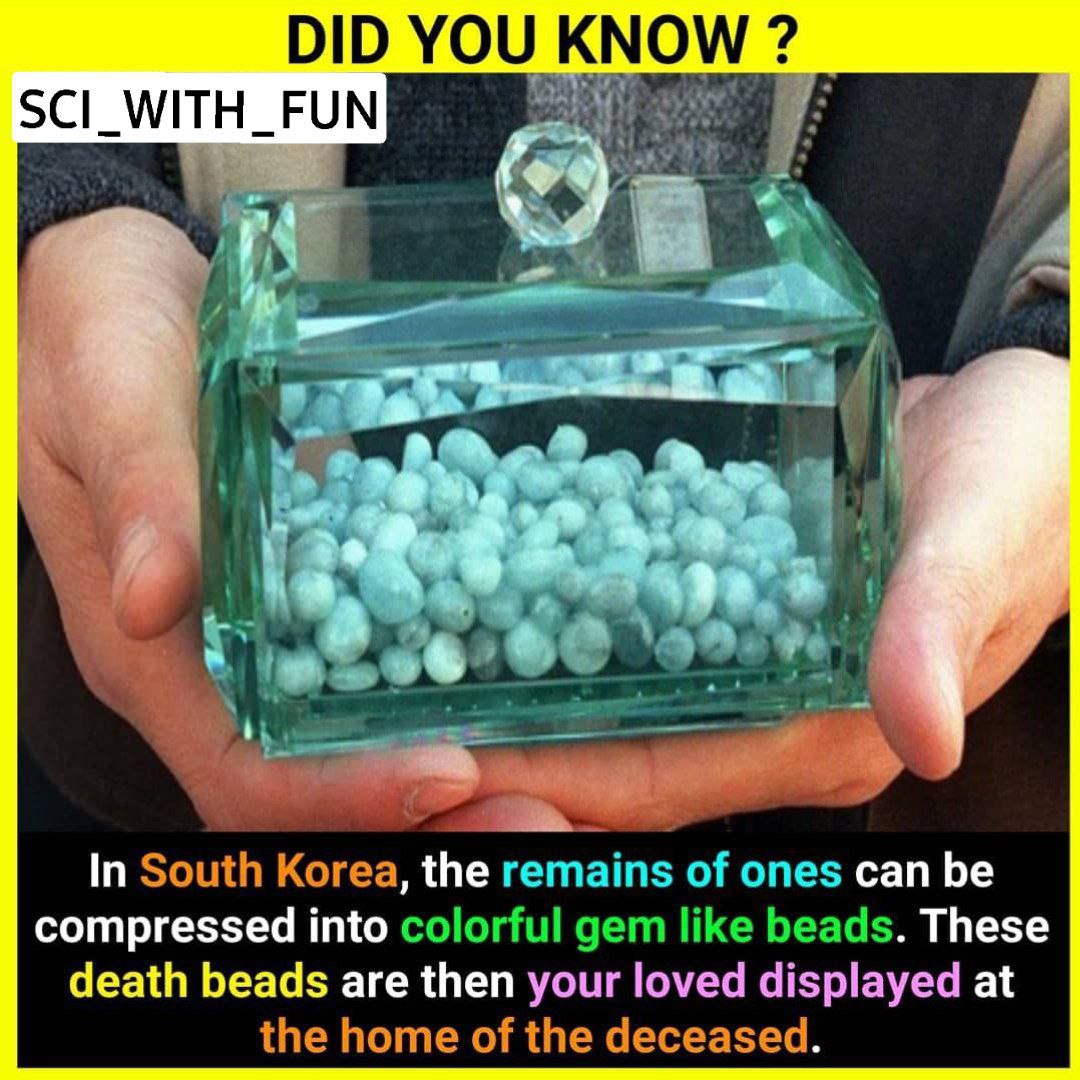 DID YOU KNOW ?
SCI_WITH_FUN
In South Korea, the remains of ones can be
compressed into colorful gem like beads. These
death beads are then your loved displayed at
the home of the deceased.